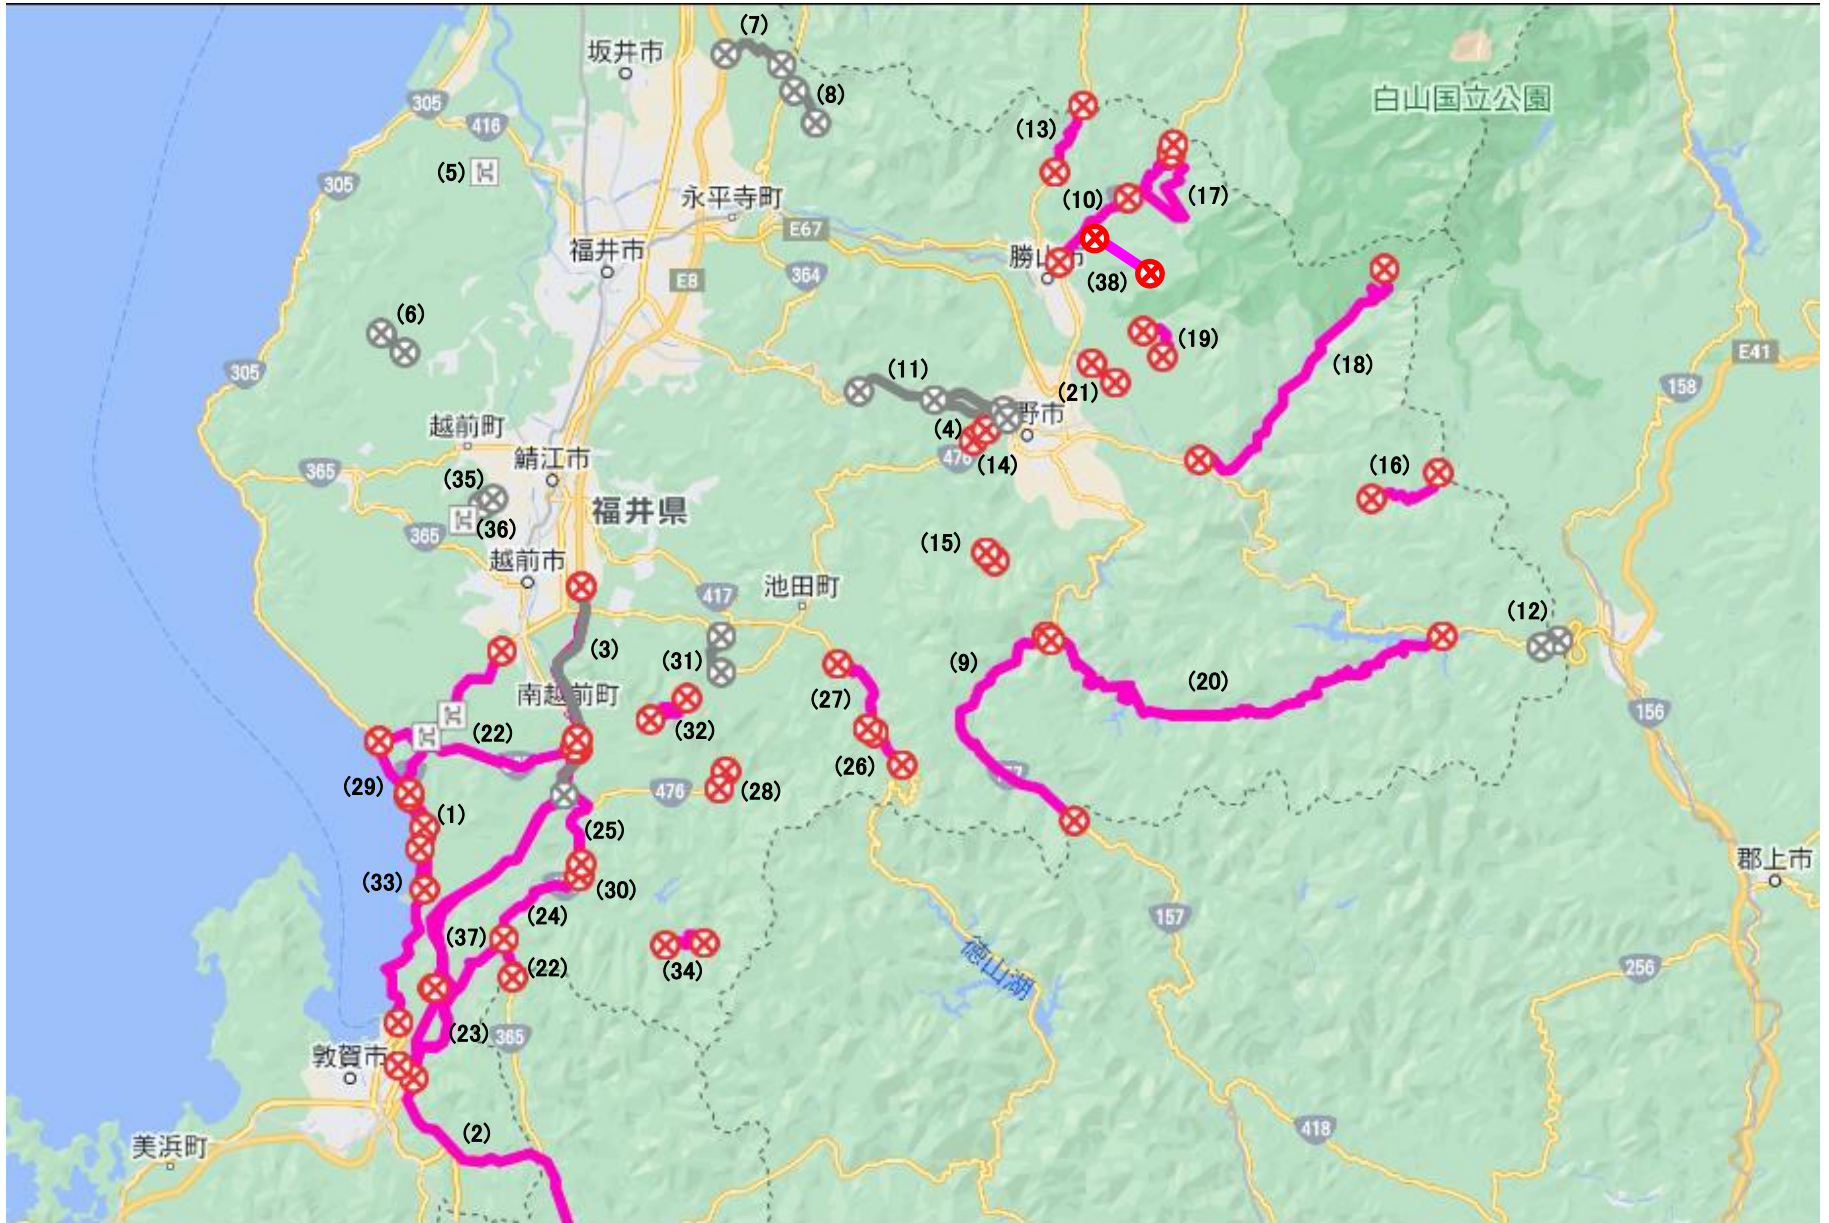 (7)
坂井市
(8)
305
416
白山国立公園
(13)
(5)
305
永平寺町
(10)
(17)
E67
福井市
勝山市
364
E8
(38)
(6)
(19)
E41
305
(18)
(11)
158
(21)
越前町
(4)
野市
鯖江市
476
(14)
365
(16)
(35)
福井県
(36)
365
(15)
越前市
池田町
417
(12)
(3)
(31)
(9)
(27)
(20)
南越前町
(32)
156
(22)
(26)
(29)
476
(28)
(1)
(25)
郡上市
(33)
(30)
(24)
157
(37)
(22)
(34)
徳山湖
256
(23)
365
敦賀市
(2)
418
美浜町